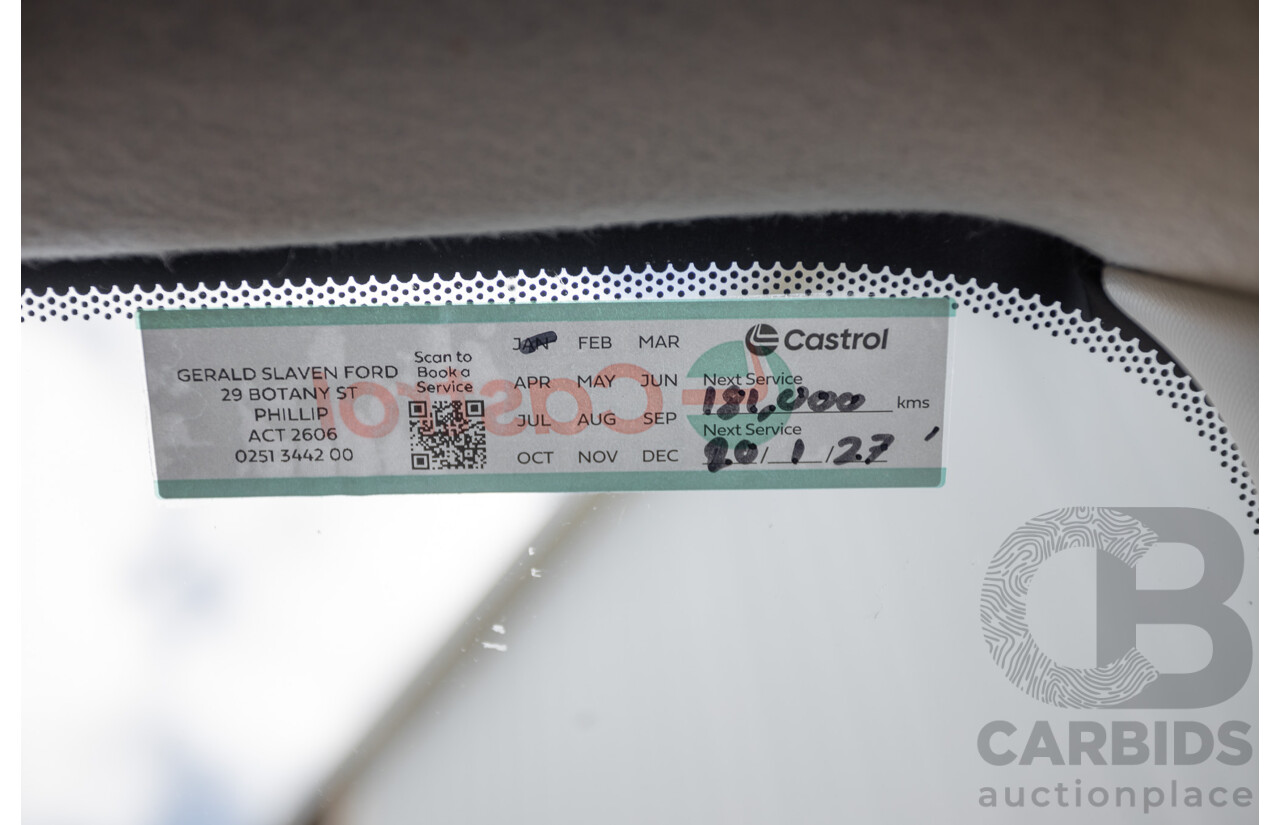 GERALD SLAVEN FORD
29 BOTANY ST
PHILLIP
ACT 2606
0251 3442 00
Scan to
Book a
Service
JAN FEB MAR
APR MAY JUN
JUL AUG SEP
OCT NOV DEC
Castrol
Next Service
181,000 kms
Next Service
20/1/27
Castrol
CB
CARBIDS
auctionplace